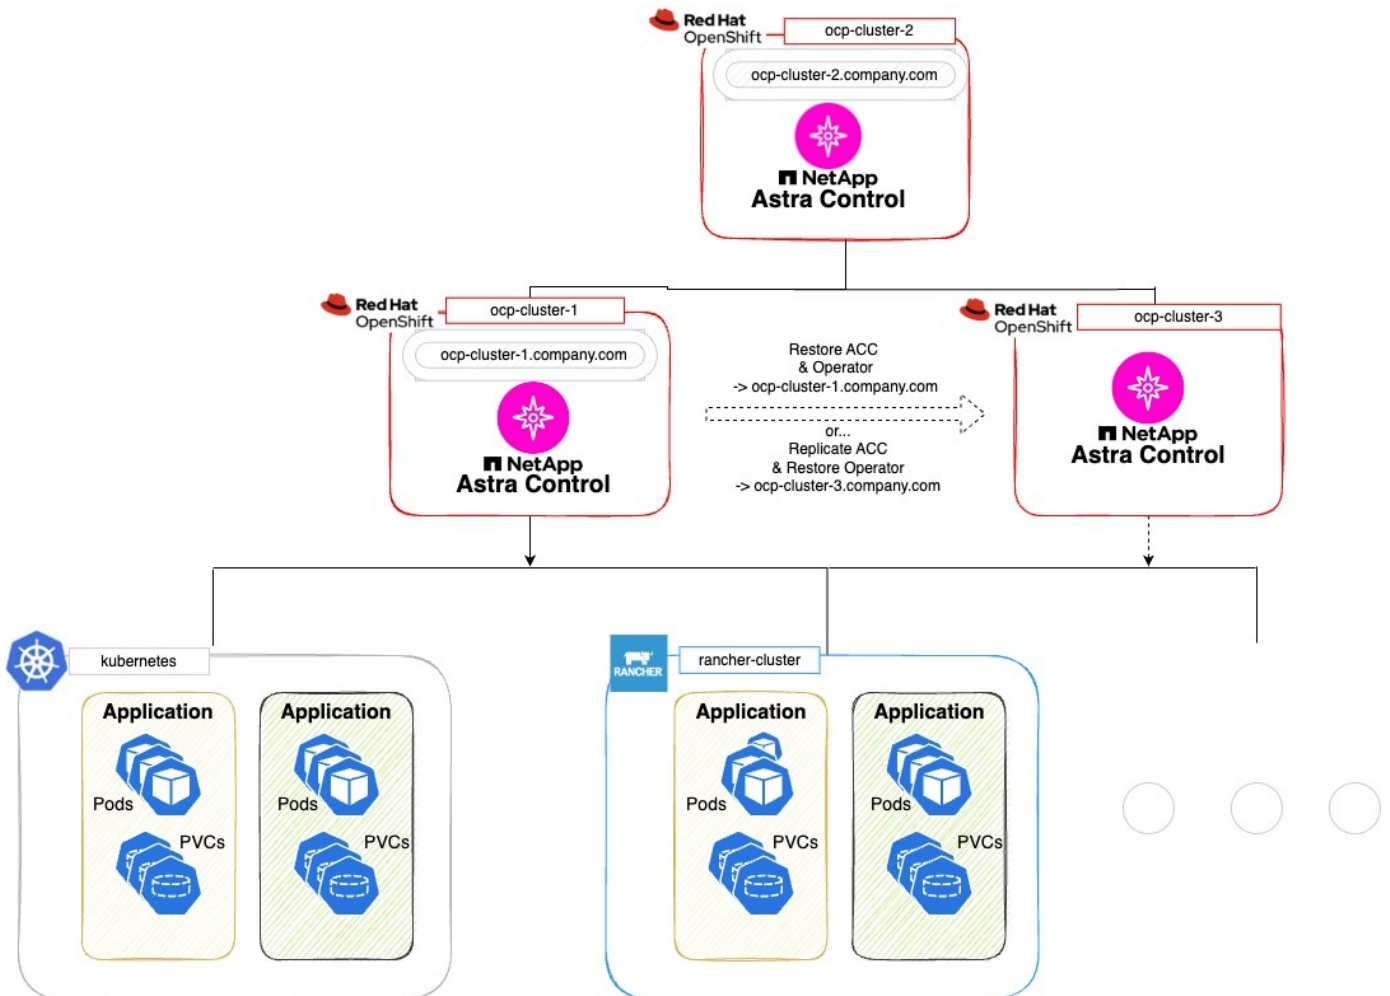 Red Hat
OpenShift
ocp-cluster-2
ocp-cluster-2.company.com
NetApp
Astra Control
Red Hat
OpenShift
ocp-cluster-1
ocp-cluster-1.company.com
NetApp
Astra Control
Restore ACC
& Operator
-> ocp-cluster-1.company.com
or...
Replicate ACC
& Restore Operator
-> ocp-cluster-3.company.com
Red Hat
OpenShift
ocp-cluster-3
NetApp
Astra Control
kubernetes
Application
Pods
PVCs
Application
Pods
PVCs
RANCHER
rancher-cluster
Application
Pods
PVCs
Application
Pods
PVCs